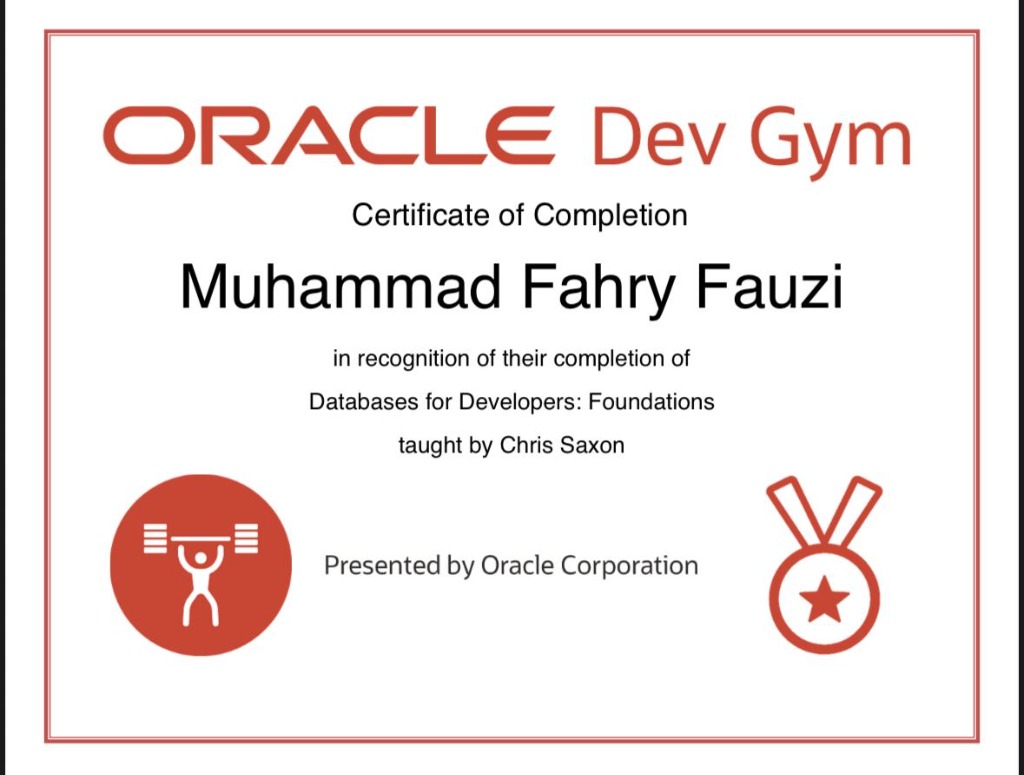 ORACLE Dev Gym
Certificate of Completion
Muhammad Fahry Fauzi
in recognition of their completion of
Databases for Developers: Foundations
taught by Chris Saxon
Presented by Oracle Corporation